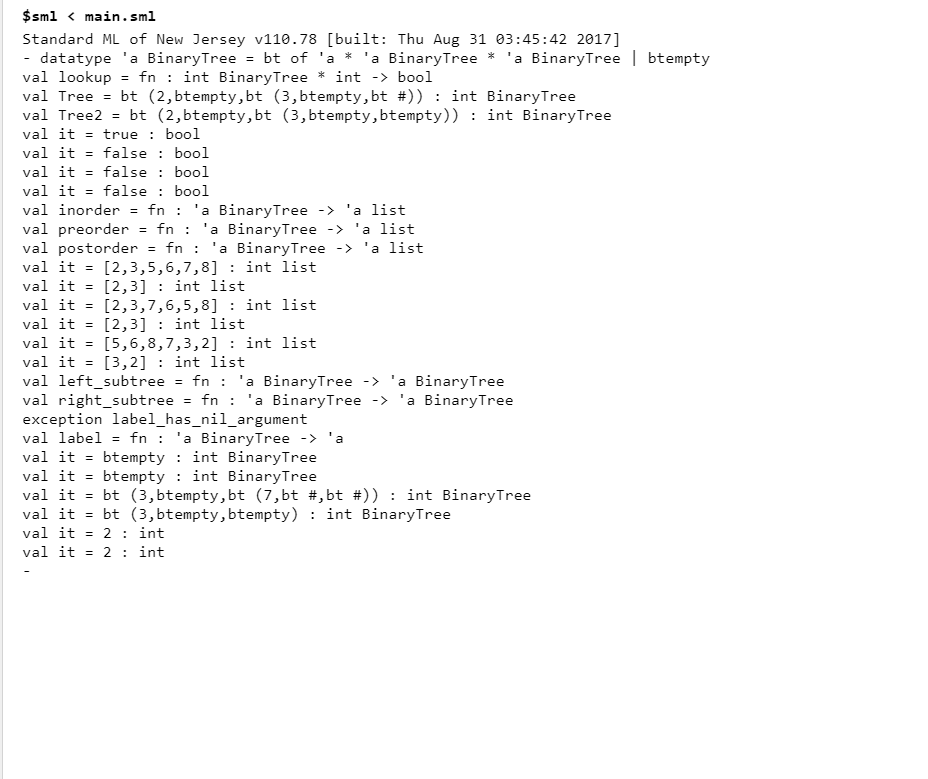 $sml < main.sml
Standard ML of New Jersey v110.78 [built: Thu Aug 31 03:45:42 2017]
- datatype 'a BinaryTree = bt of 'a * 'a BinaryTree * 'a BinaryTree | btempty
val lookup = fn : int BinaryTree * int -> bool
val Tree = bt (2,btempty,bt (3,btempty,bt #)) : int BinaryTree
val Tree2 = bt (2,btempty,bt (3,btempty,btempty)) : int BinaryTree
val it = true : bool
val it = false : bool
val it = false : bool
val it = false : bool
val inorder = fn : 'a BinaryTree -> 'a list
val preorder = fn : 'a BinaryTree -> 'a list
val postorder = fn : 'a BinaryTree -> 'a list
val it = [2,3,5,6,7,8] : int list
val it = [2,3] : int list
val it = [2,3,7,6,5,8] : int list
val it = [2,3] : int list
val it = [5,6,8,7,3,2] : int list
val it = [3,2] : int list
val left_subtree = fn : 'a BinaryTree -> 'a BinaryTree
val right_subtree = fn : 'a BinaryTree -> 'a BinaryTree
exception label_has_nil_argument
val label = fn : 'a BinaryTree -> 'a
val it = btempty : int BinaryTree
val it = btempty : int BinaryTree
val it = bt (3,btempty,bt (7,bt #,bt #)) : int BinaryTree
val it = bt (3,btempty,btempty) : int BinaryTree
val it = 2 : int
val it = 2 : int
-